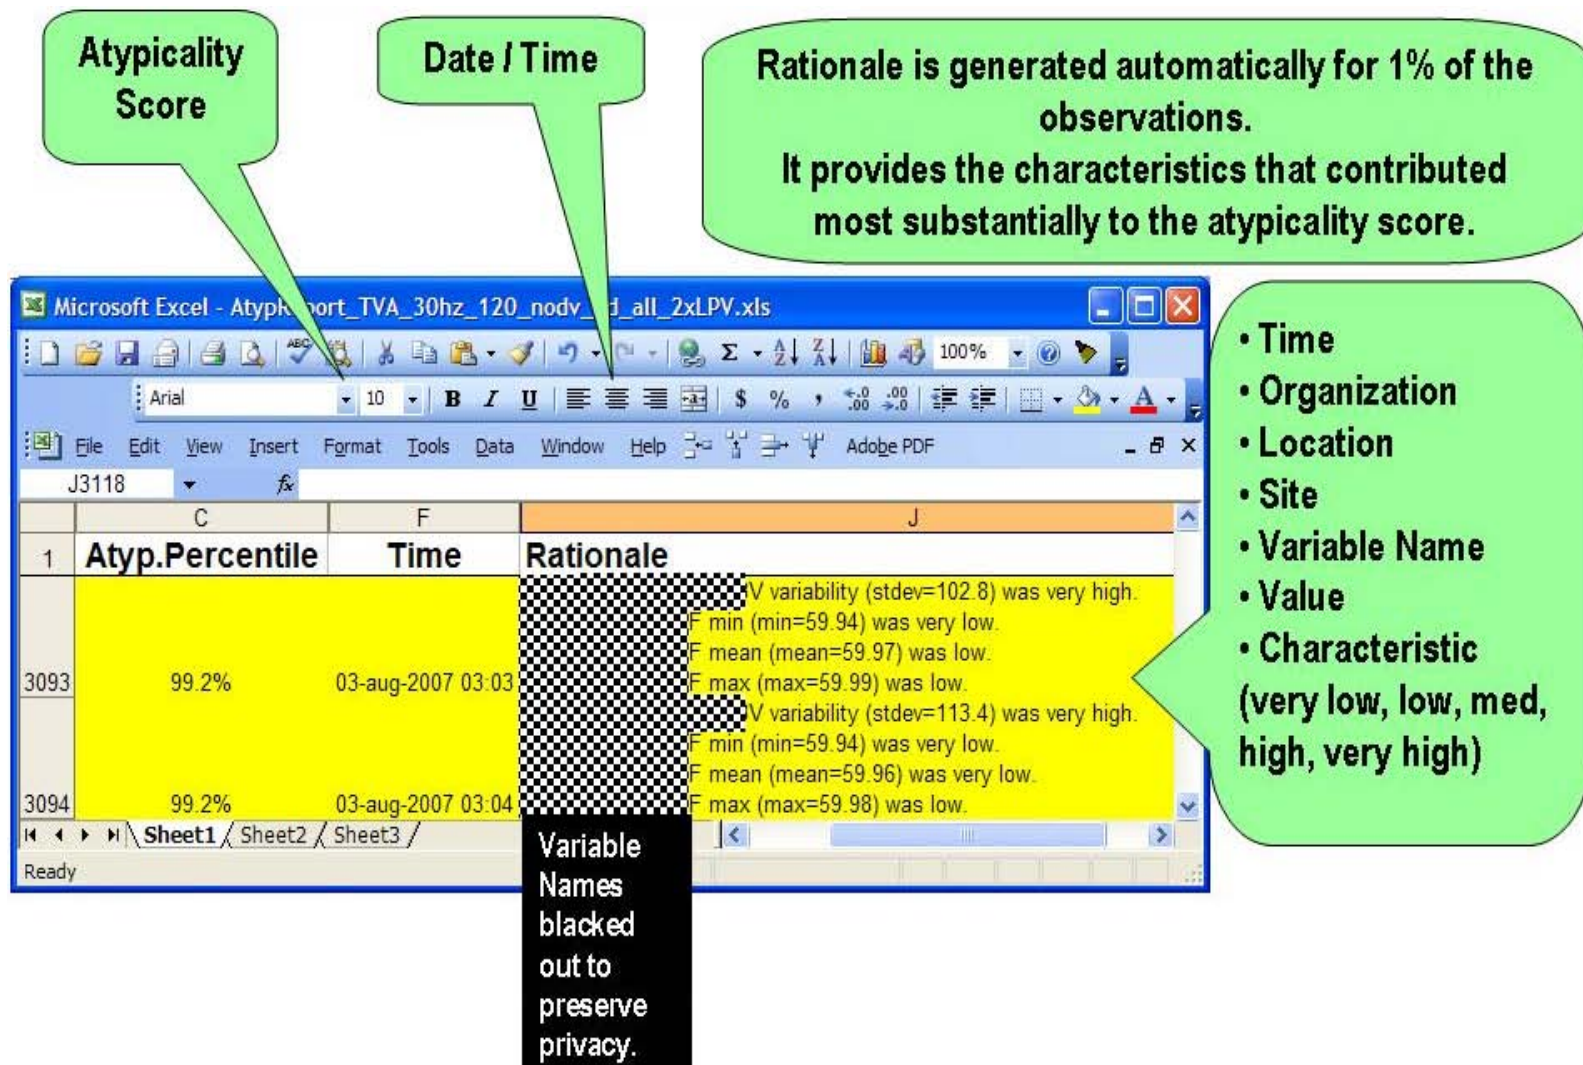 Atypicality
Score
Date / Time
Rationale is generated automatically for 1% of the
observations.
It provides the characteristics that contributed
most substantially to the atypicality score.
Microsoft Excel - AtypR port_TVA_30hz_120_nodv_ d_all_2xLPV.xls
100%
Arial 10 B I U $ % ,
File Edit View Insert Format Tools Data Window Help Adobe PDF
J3118 fx
C F J
1 Atyp.Percentile Time Rationale
V variability (stdev=102.8) was very high.
F min (min=59.94) was very low.
F mean (mean=59.97) was low.
3093 99.2% 03-aug-2007 03:03 F max (max=59.99) was low.
V variability (stdev=113.4) was very high.
F min (min=59.94) was very low.
F mean (mean=59.96) was very low.
3094 99.2% 03-aug-2007 03:04 F max (max=59.98) was low.
Sheet1 Sheet2 Sheet3
Ready
Variable
Names
blacked
out to
preserve
privacy.
• Time
• Organization
• Location
• Site
• Variable Name
• Value
• Characteristic
(very low, low, med,
high, very high)